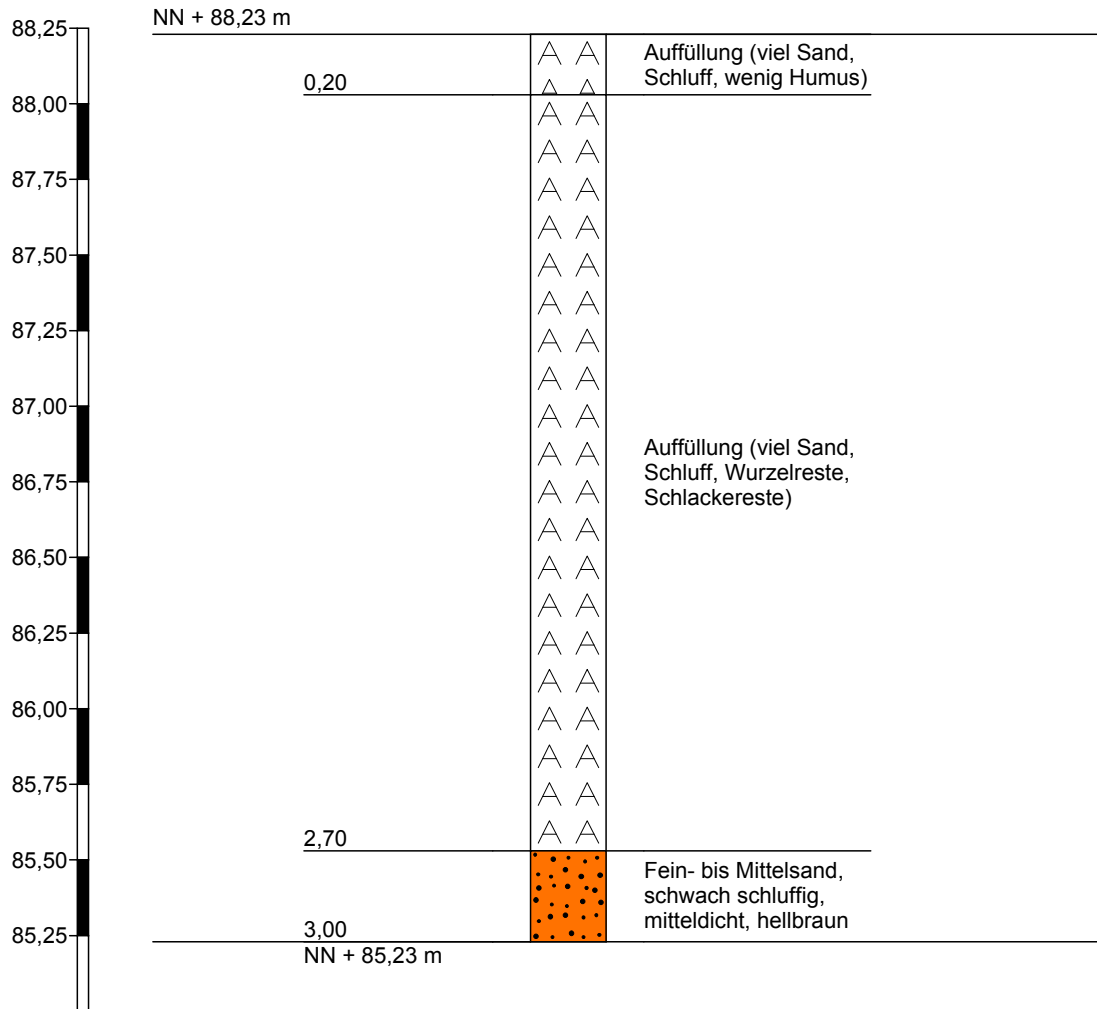 NN + 88,23 m
88,25
Auffüllung (viel Sand,
Schluff, wenig Humus)
0,20
88,00
87,75
87,50
87,25
87,00
Auffüllung (viel Sand,
Schluff, Wurzelreste,
Schlackereste)
86,75
86,50
86,25
86,00
85,75
2,70
85,50
Fein- bis Mittelsand,
schwach schluffig,
mitteldicht, hellbraun
3,00
85,25
NN + 85,23 m